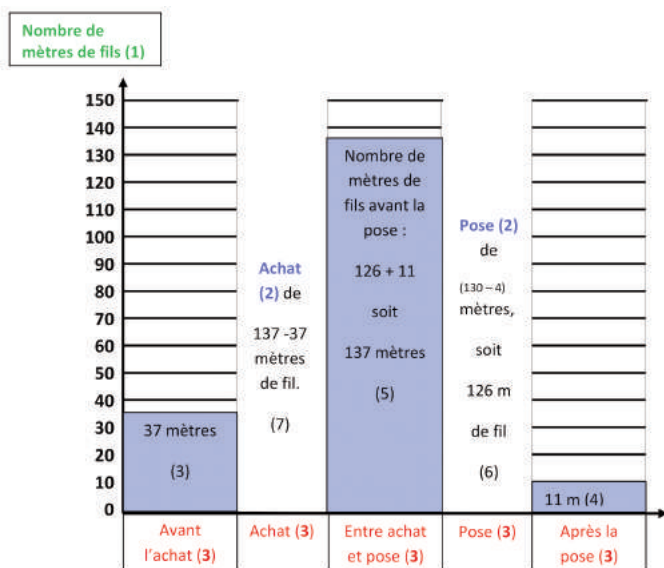 Nombre de
mètres de fils (1)
150
140
130
120
110
100
90
80
70
60
50
40
30
20
10
0
37 mètres
(3)
Achat
(2) de
137 -37
mètres
de fil.
(7)
Nombre de
mètres de
fils avant la
pose :
126 + 11
soit
137 mètres
(5)
Pose (2)
de
(130 – 4)
mètres,
soit
126 m
de fil
(6)
11 m (4)
Avant
l'achat (3)
Achat (3)
Entre achat
et pose (3)
Pose (3)
Après la
pose (3)